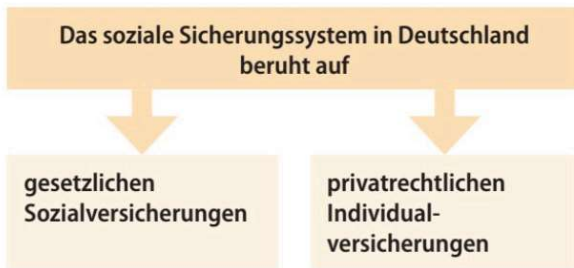 Das soziale Sicherungssystem in Deutschland
beruht auf
gesetzlichen
Sozialversicherungen
privatrechtlichen
Individual-
versicherungen